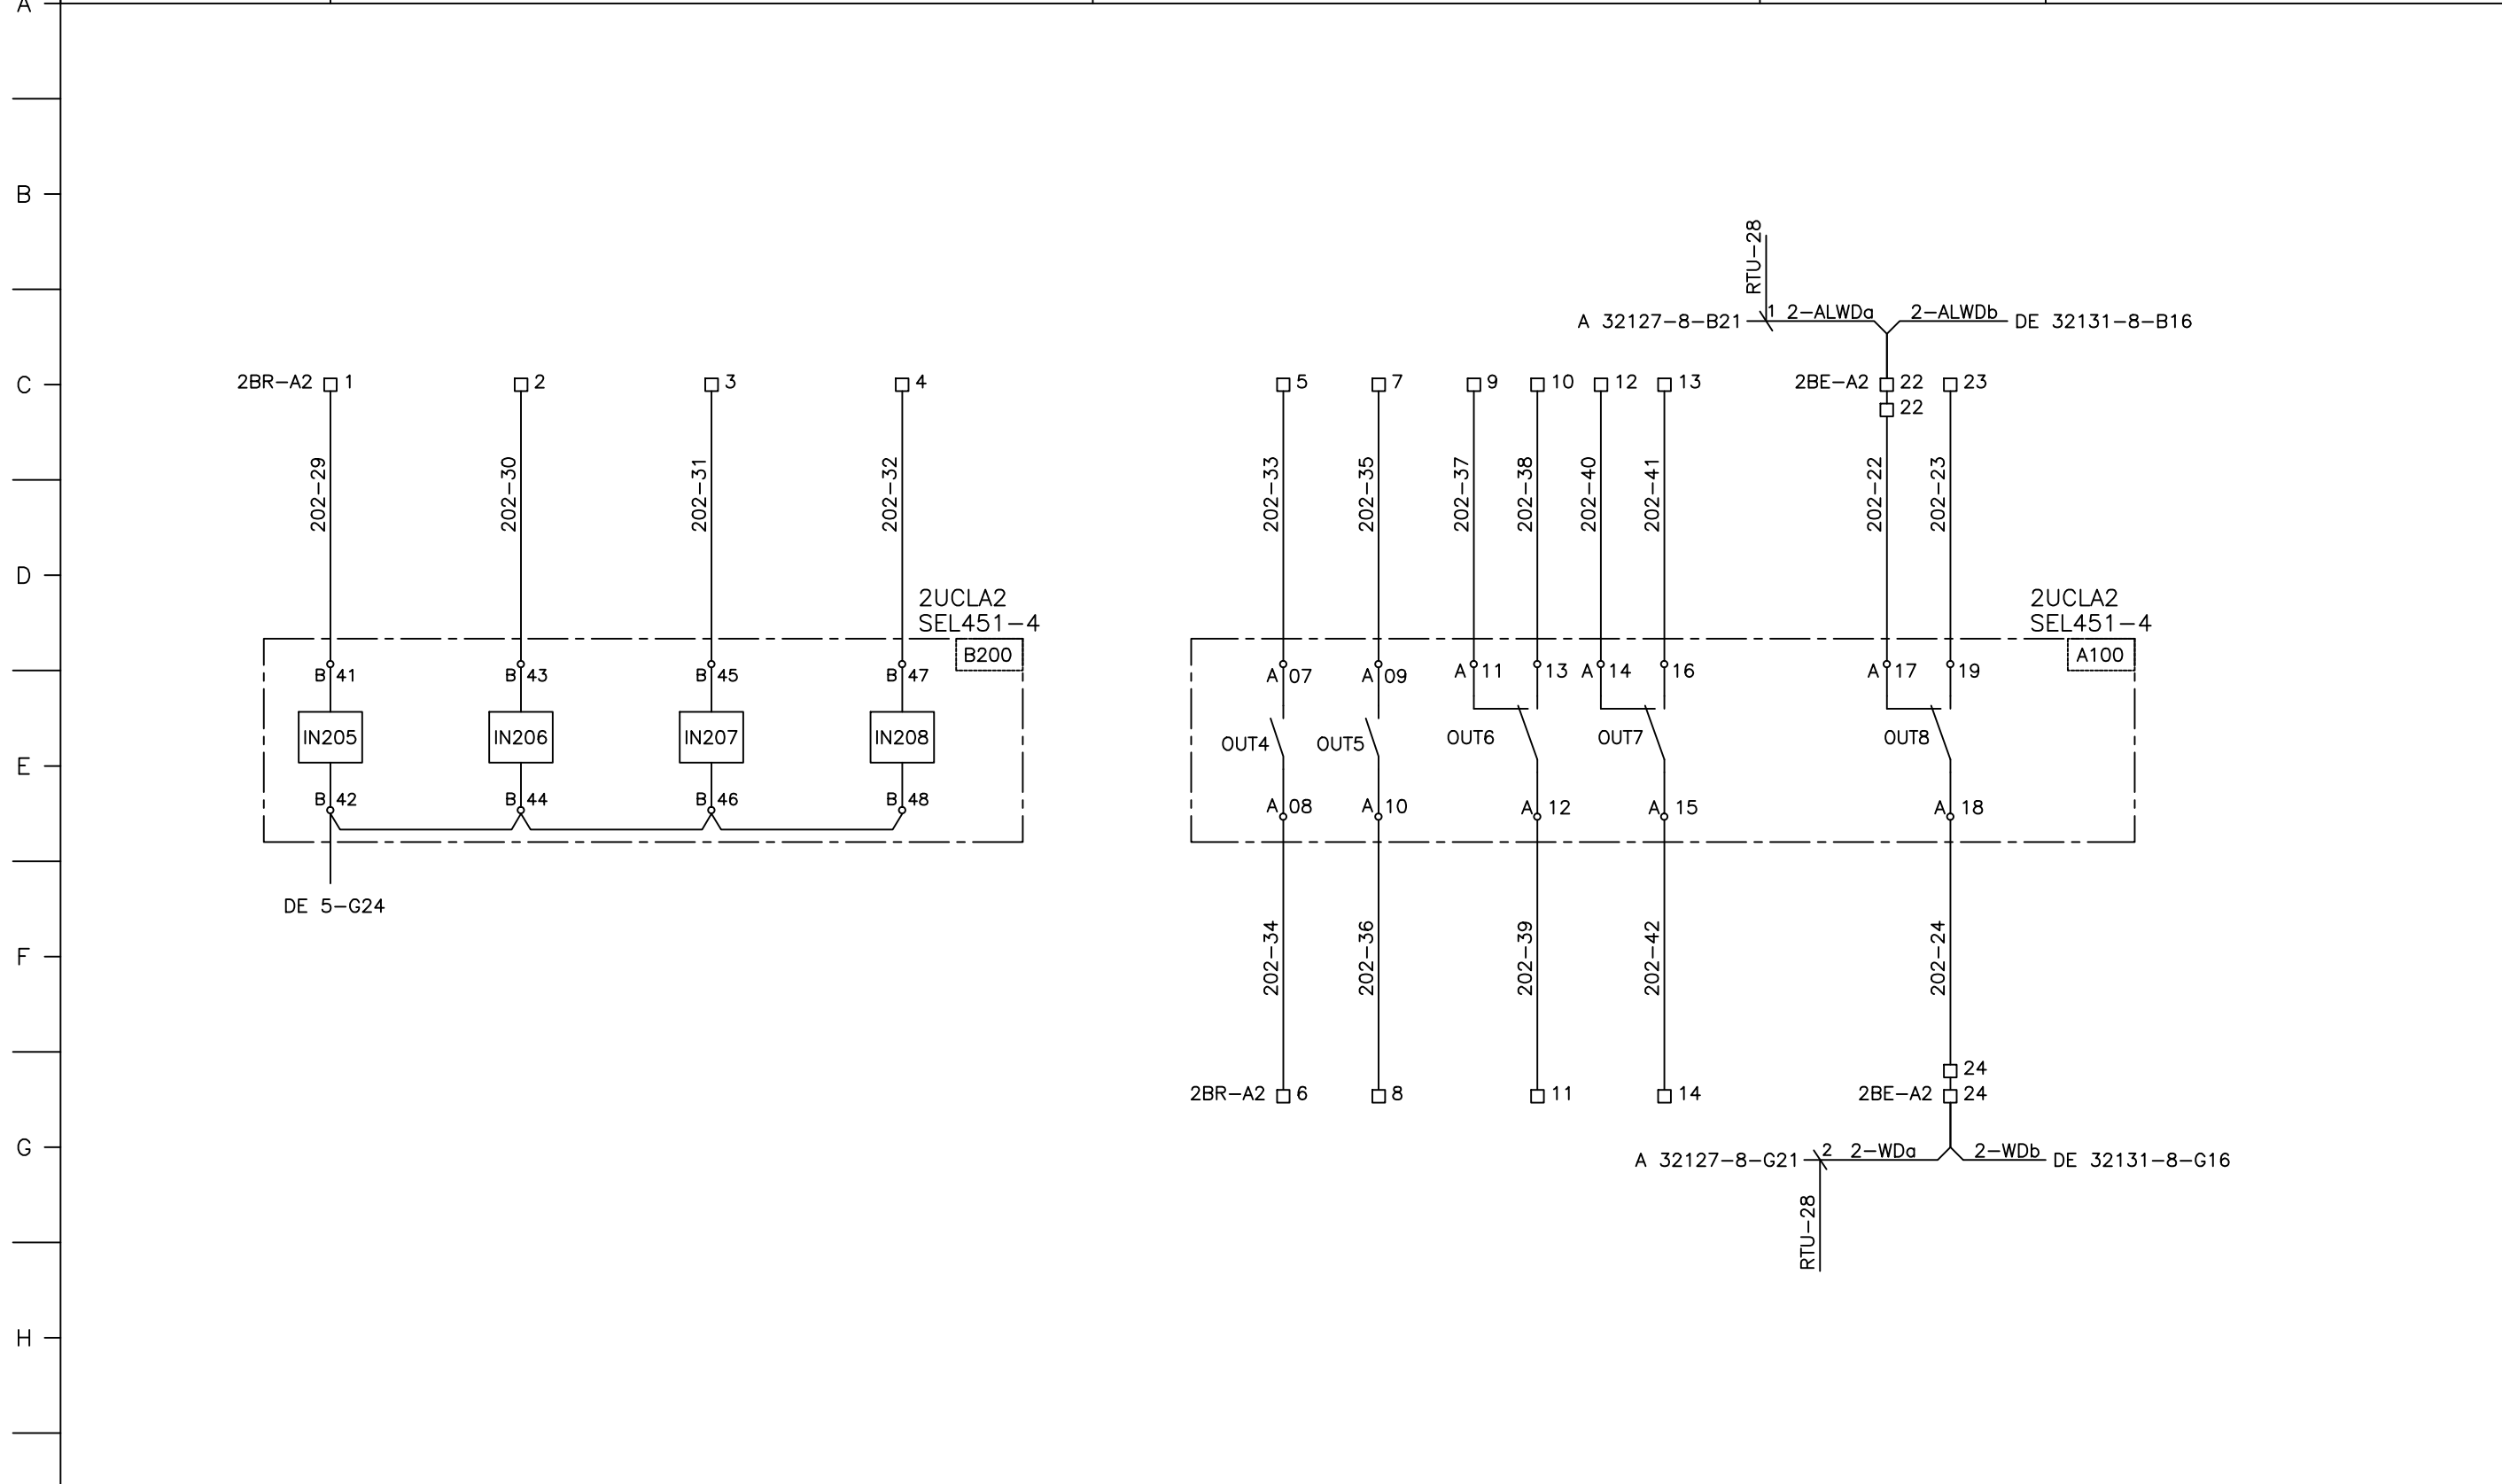 A
B
C
D
E
F
G
H
RTU-28
A 32127-8-B21
1
2-ALWDa
2-ALWDb
DE 32131-8-B16
2BR-A2
1
2
3
4
5
7
9
10
12
13
2BE-A2
22
23
22
202-29
202-30
202-31
202-32
202-33
202-35
202-37
202-38
202-40
202-41
202-22
202-23
2UCLA2
SEL451-4
B200
2UCLA2
SEL451-4
A100
B 41
B 43
B 45
B 47
A 07
A 09
A 11
13
A 14
16
A 17
19
IN205
IN206
IN207
IN208
OUT4
OUT5
OUT6
OUT7
OUT8
B 42
B 44
B 46
B 48
A 08
A 10
A 12
A 15
A 18
DE 5-G24
202-34
202-36
202-39
202-42
202-24
24
2BR-A2
6
8
11
14
2BE-A2
24
A 32127-8-G21
2
2-WDa
2-WDb
DE 32131-8-G16
RTU-28